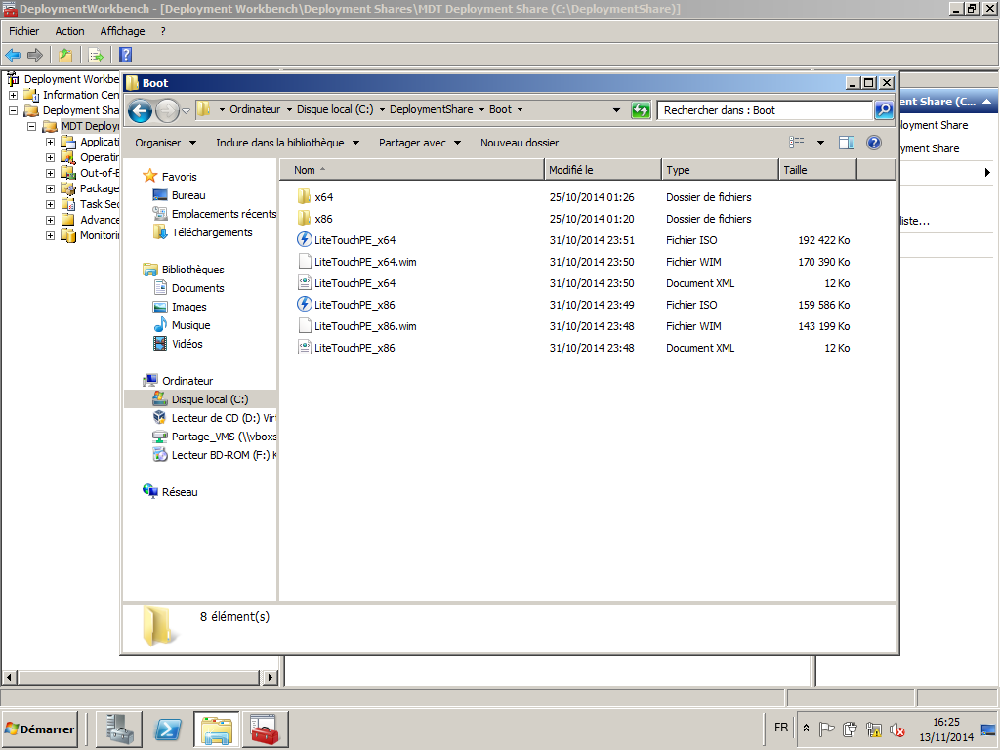 DeploymentWorkbench - [Deployment Workbench\Deployment Shares\MDT Deployment Share (C:\DeploymentShare)]
Fichier Action Affichage ?
Deployment Workbe
Information Cen
Deployment Sha
MDT Deploy
Applicati
Operatin
Out-of-B
Package
Task Sec
Advance
Monitori
Boot
Ordinateur Disque local (C:) DeploymentShare Boot
Rechercher dans : Boot
Organiser Inclure dans la bibliothèque Partager avec Nouveau dossier
Favoris
Bureau
Emplacements récents
Téléchargements
Bibliothèques
Documents
Images
Musique
Vidéos
Ordinateur
Disque local (C:)
Lecteur de CD (D:) Virt
Partage_VMS (\\vboxs
Lecteur BD-ROM (F:) K
Réseau
Nom Modifié le Type Taille
x64 25/10/2014 01:26 Dossier de fichiers
x86 25/10/2014 01:20 Dossier de fichiers
LiteTouchPE_x64 31/10/2014 23:51 Fichier ISO 192 422 Ko
LiteTouchPE_x64.wim 31/10/2014 23:50 Fichier WIM 170 390 Ko
LiteTouchPE_x64 31/10/2014 23:50 Document XML 12 Ko
LiteTouchPE_x86 31/10/2014 23:49 Fichier ISO 159 586 Ko
LiteTouchPE_x86.wim 31/10/2014 23:48 Fichier WIM 143 199 Ko
LiteTouchPE_x86 31/10/2014 23:48 Document XML 12 Ko
8 élément(s)
ent Share (C...
loyment Share
yment Share
liste...
Démarrer
FR
16:25
13/11/2014